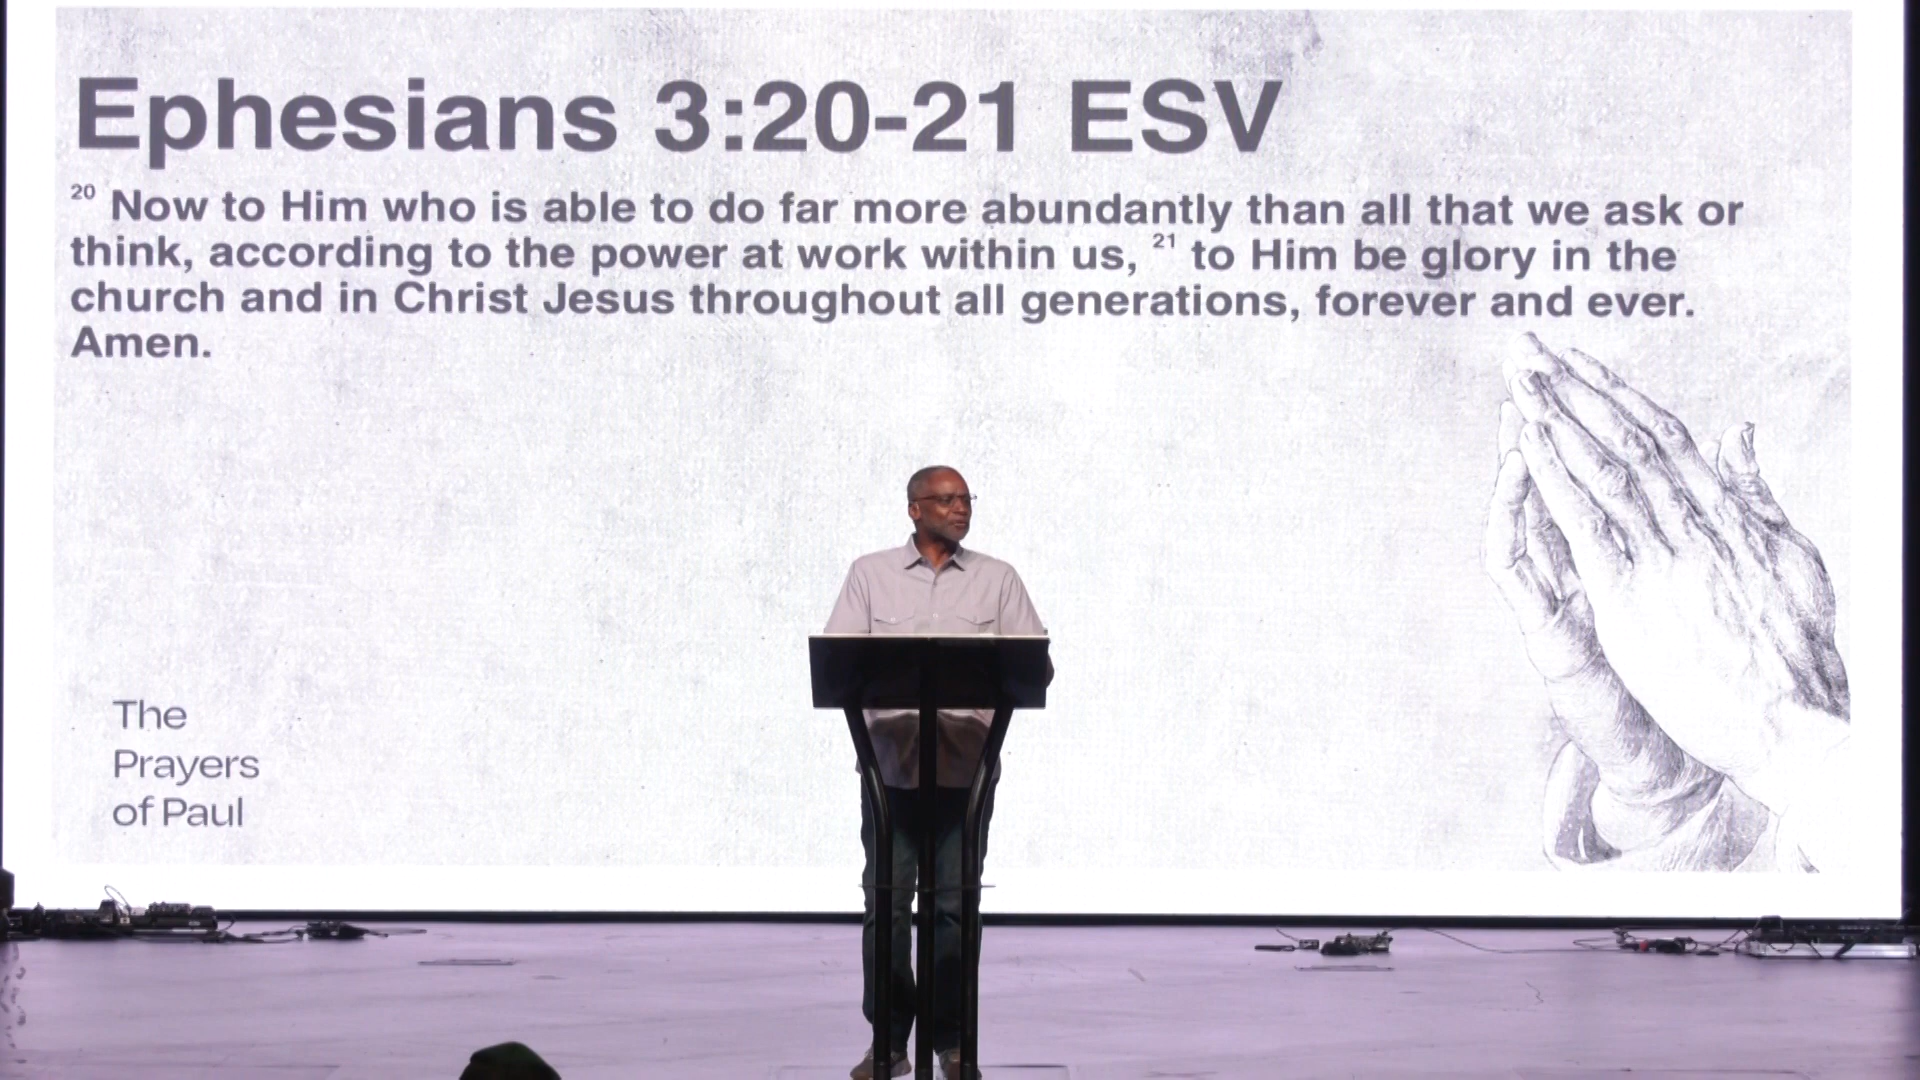 Ephesians 3:20-21 ESV
20 Now to Him who is able to do far more abundantly than all that we ask or
think, according to the power at work within us, 21 to Him be glory in the
church and in Christ Jesus throughout all generations, forever and ever.
Amen.
The
Prayers
of Paul